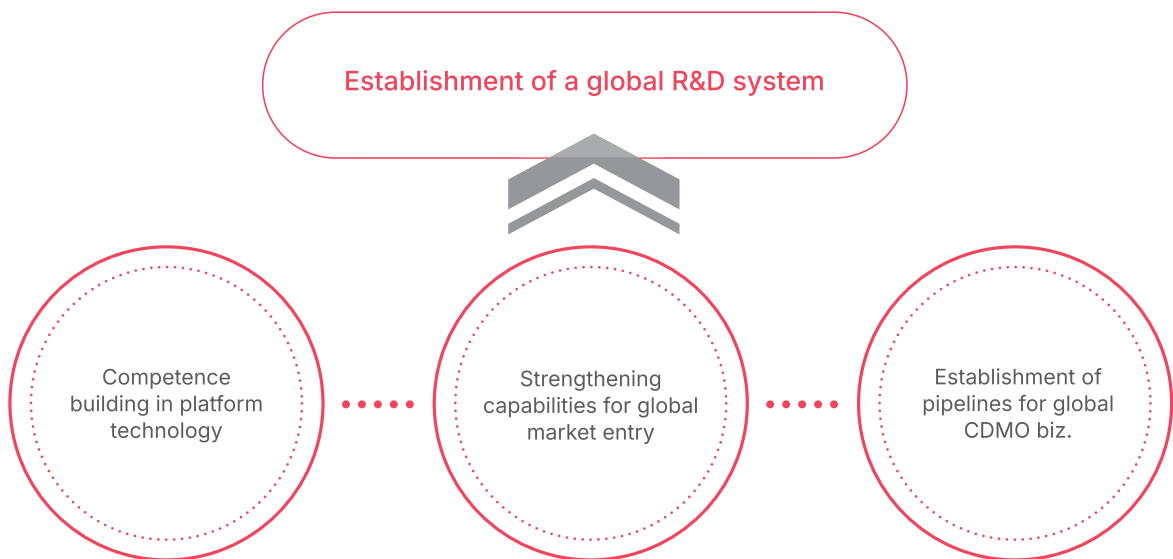 Establishment of a global R&D system
Competence
building in platform
technology
Strengthening
capabilities for global
market entry
Establishment of
pipelines for global
CDMO biz.